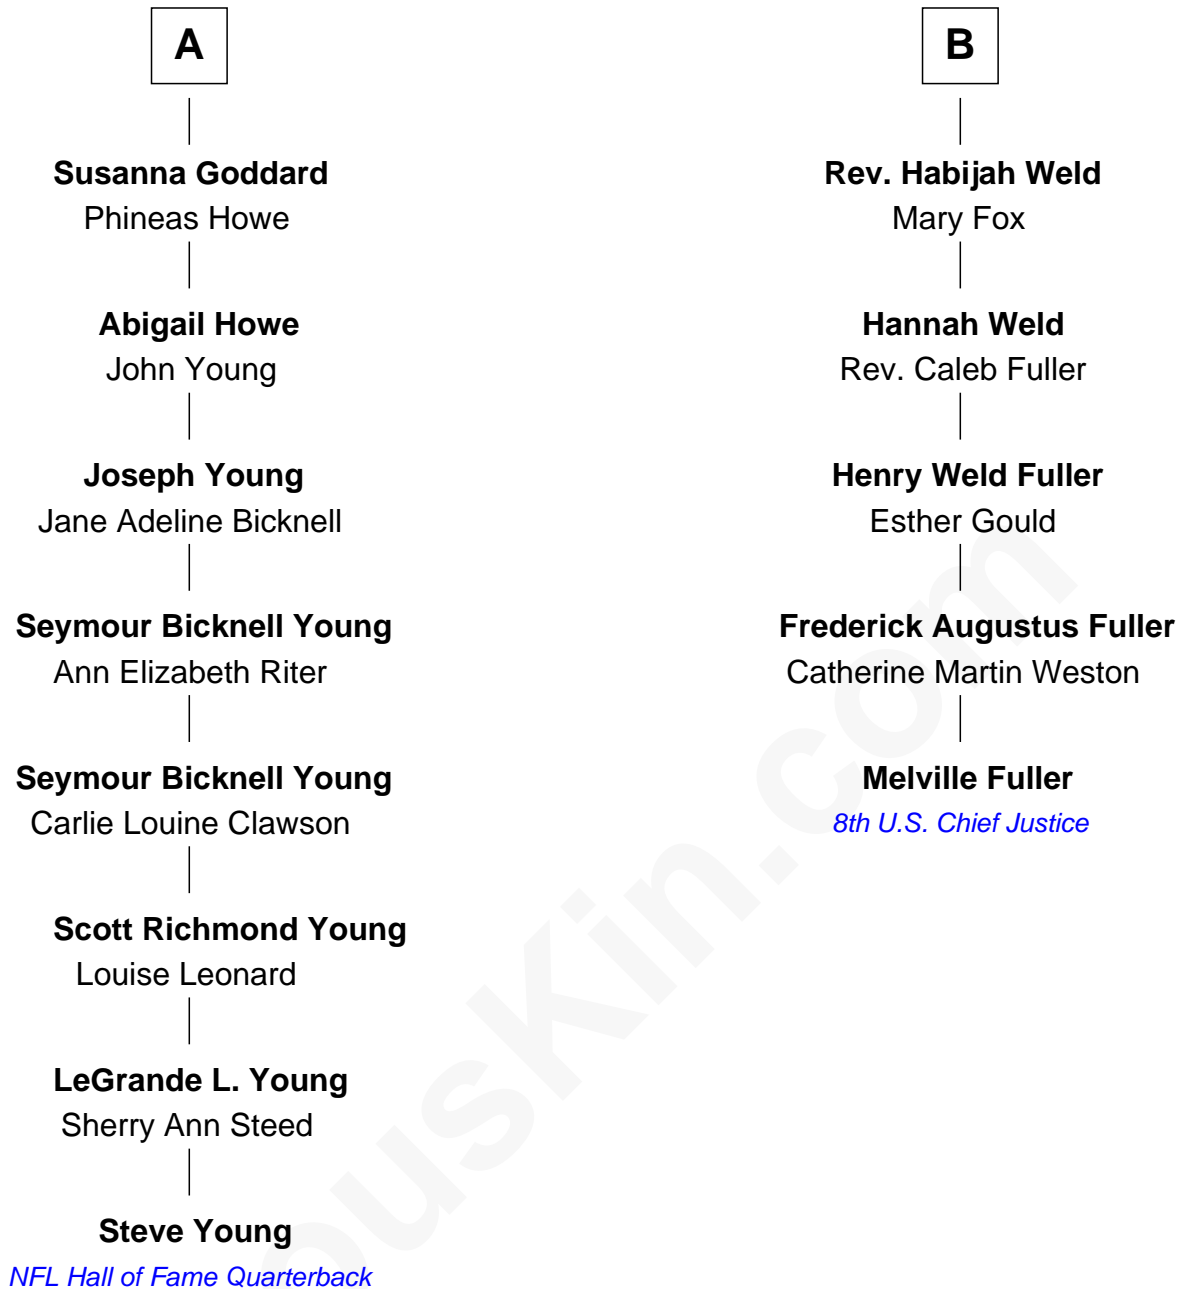 A
Susanna Goddard
Phineas Howe
Abigail Howe
John Young
Joseph Young
Jane Adeline Bicknell
Seymour Bicknell Young
Ann Elizabeth Riter
Seymour Bicknell Young
Carlie Louine Clawson
Scott Richmond Young
Louise Leonard
LeGrande L. Young
Sherry Ann Steed
Steve Young
NFL Hall of Fame Quarterback
B
Rev. Habijah Weld
Mary Fox
Hannah Weld
Rev. Caleb Fuller
Henry Weld Fuller
Esther Gould
Frederick Augustus Fuller
Catherine Martin Weston
Melville Fuller
8th U.S. Chief Justice
ousKin.com